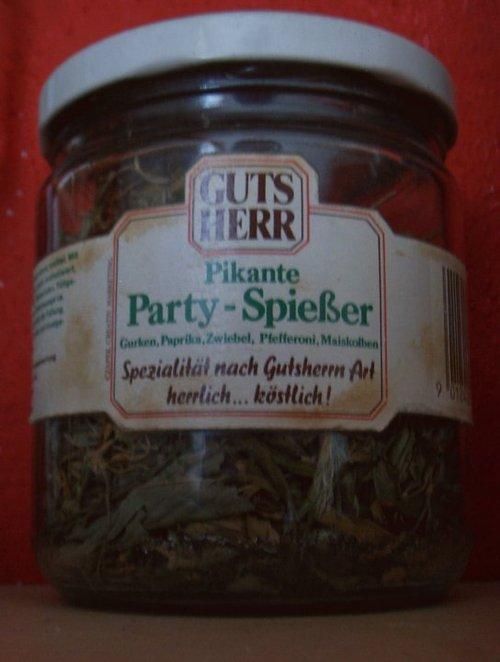 GUTS
HERR
Pikante
Party-Spießer
Gurken, Paprika, Zwiebel, Pfefferoni, Maiskolben
Spezialität nach Gutsherrn Art
herrlich... köstlich!